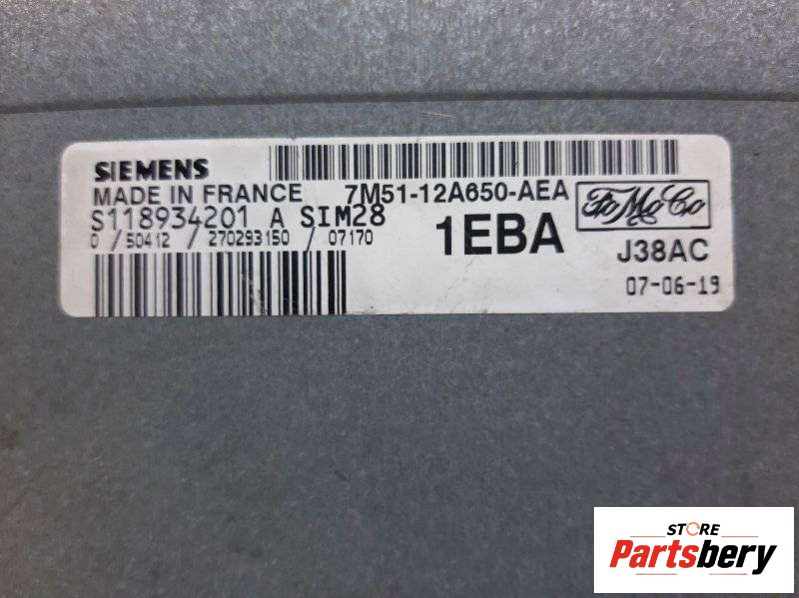 SIEMENS
MADE IN FRANCE 7M51-12A650-AEA
S118934201 A SIM28
0 / 50412 / 270293150 / 07170
1EBA
FoMoCo
J38AC
07-06-19
STORE
Partsbery